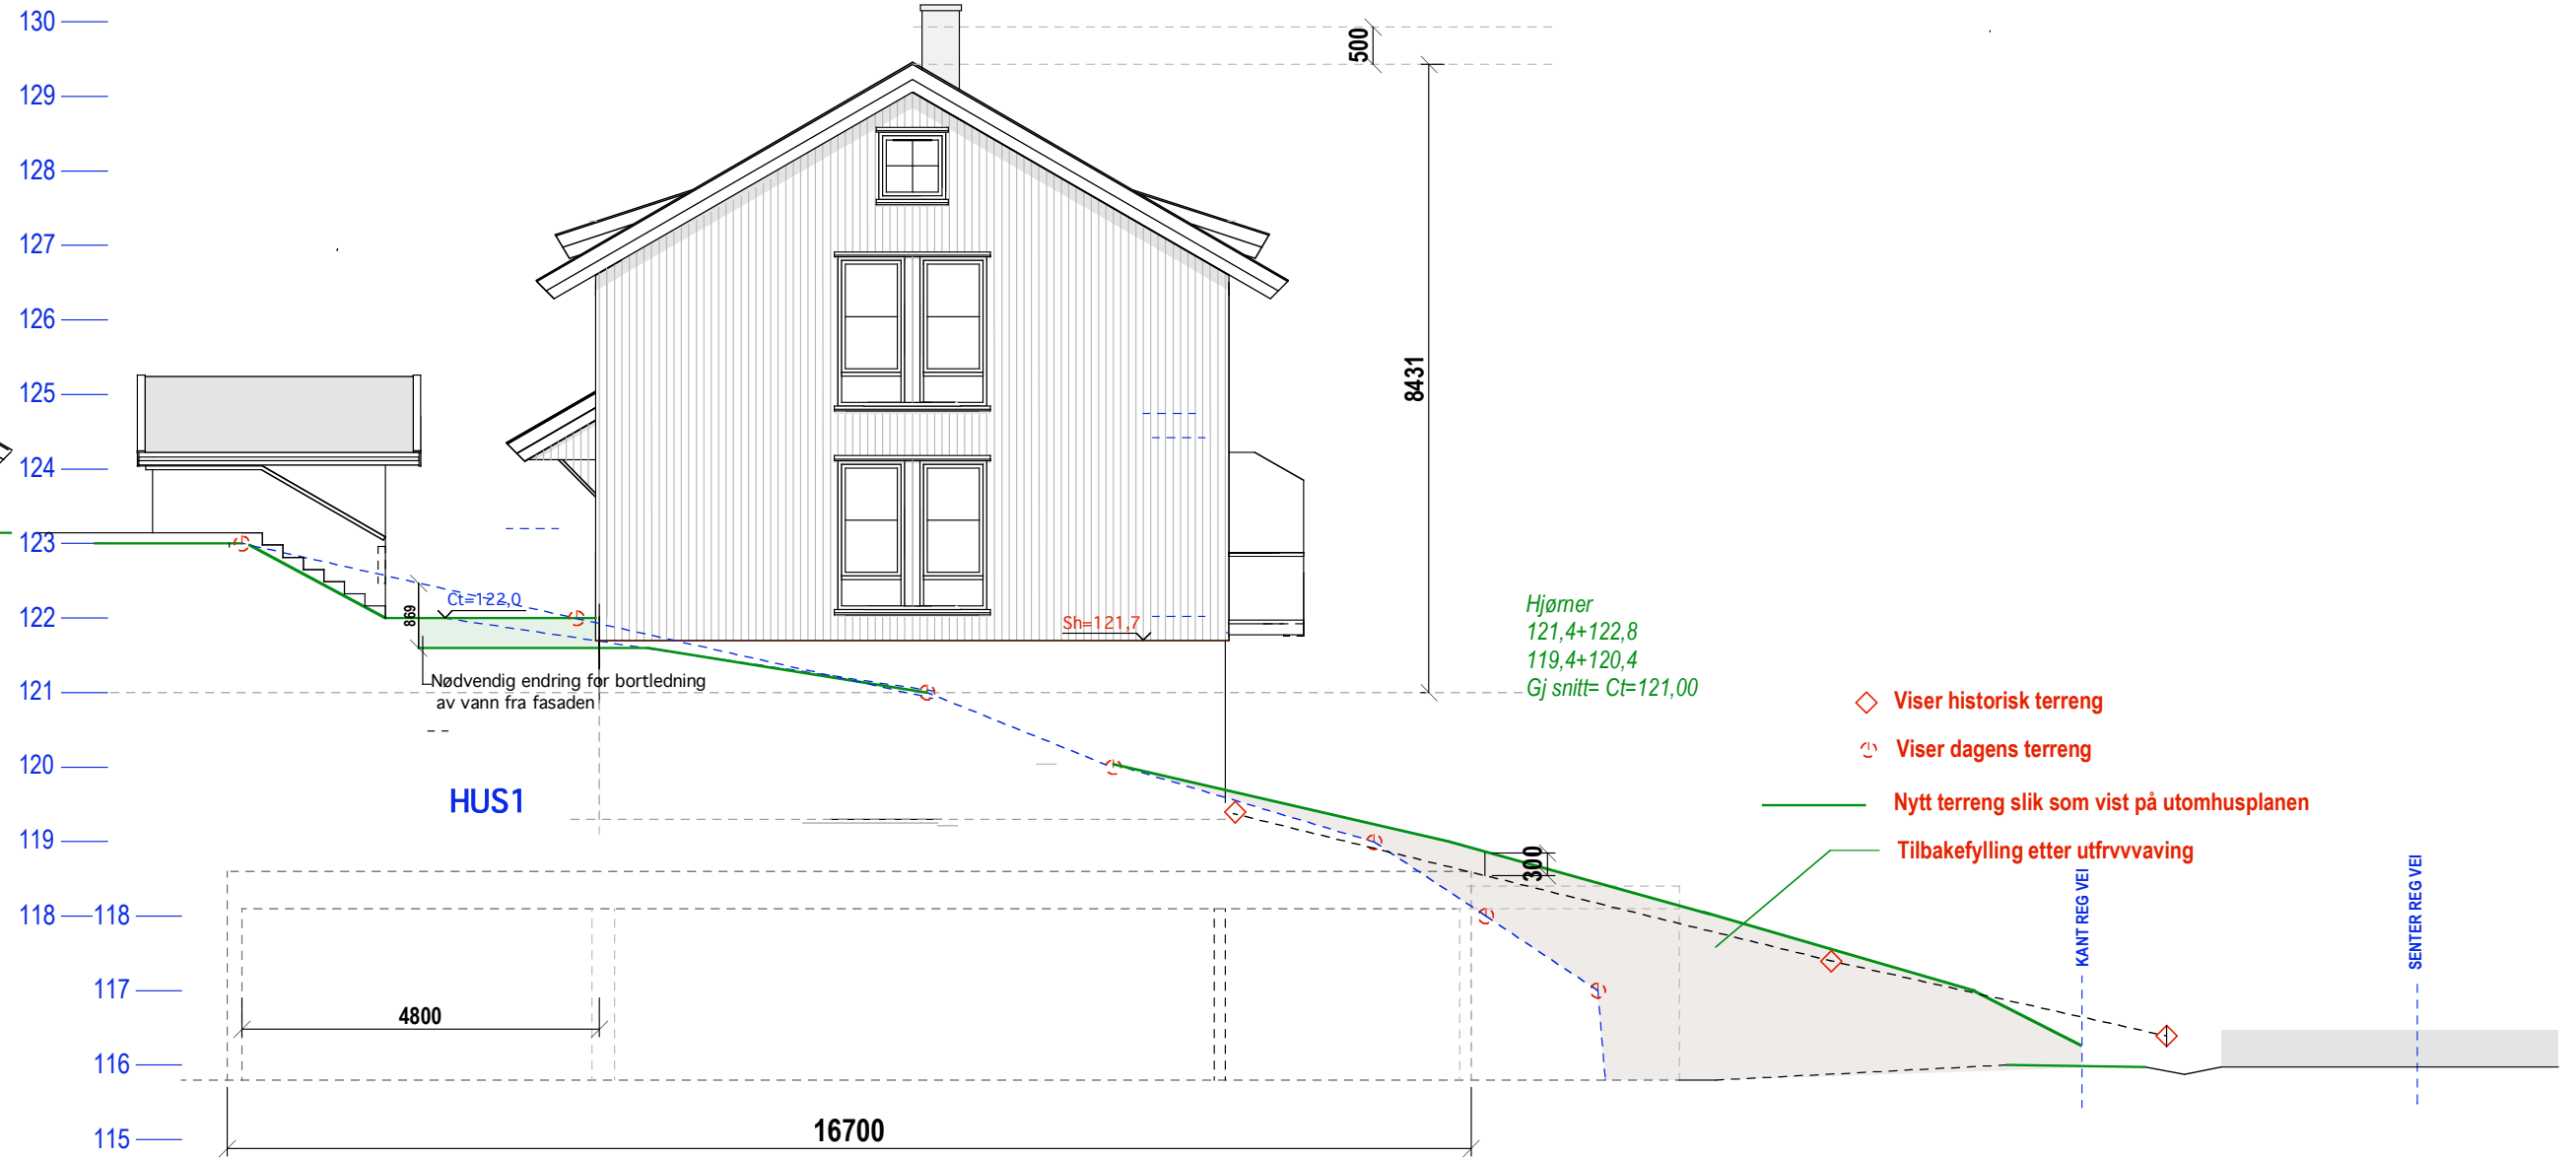 130
129
128
127
126
125
124
123
122
121
120
119
118
118
117
116
115
500
8431
869
Ct=122,0
Sh=121,7
Nødvendig endring for bortledning
av vann fra fasaden
HUS1
Hjørner
121,4+122,8
119,4+120,4
Gj snitt= Ct=121,00
Viser historisk terreng
Viser dagens terreng
Nytt terreng slik som vist på utomhusplanen
Tilbakefylling etter utfrvvvaving
300
KANT REG VEI
SENTER REG VEI
4800
16700